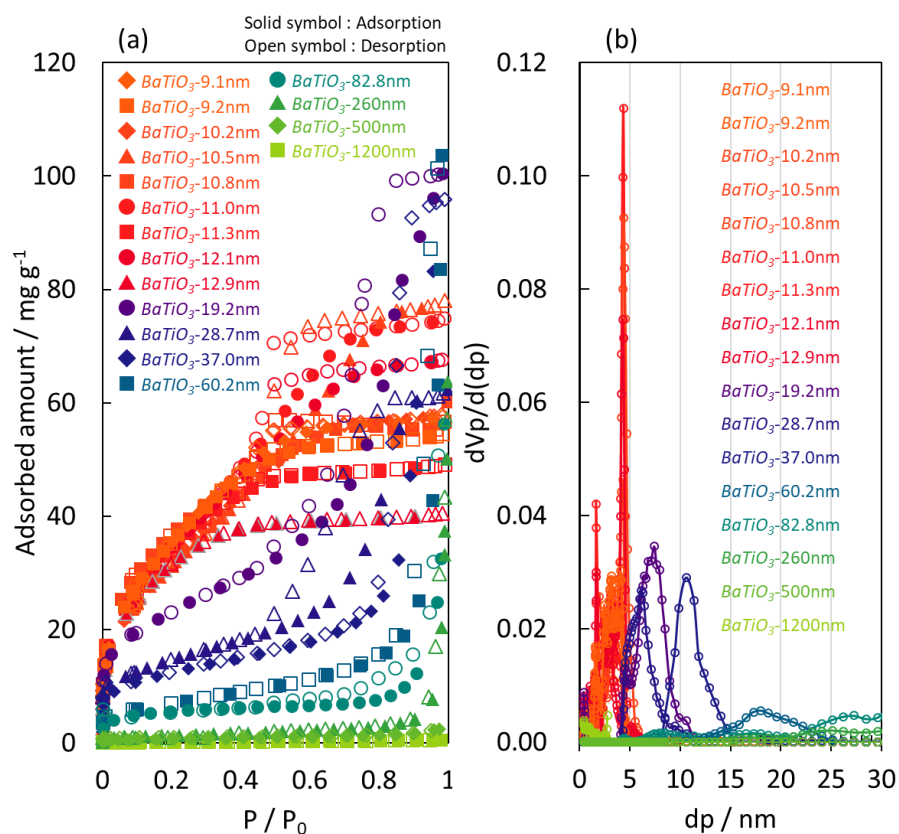 Solid symbol : Adsorption
Open symbol : Desorption
(a)
(b)
120
100
80
60
40
20
0
Adsorbed amount / mg g-1
BaTiO3-9.1nm
BaTiO3-9.2nm
BaTiO3-10.2nm
BaTiO3-10.5nm
BaTiO3-10.8nm
BaTiO3-11.0nm
BaTiO3-11.3nm
BaTiO3-12.1nm
BaTiO3-12.9nm
BaTiO3-19.2nm
BaTiO3-28.7nm
BaTiO3-37.0nm
BaTIO3-60.2nm
BaTiO3-82.8nm
BaTiO3-260nm
BaTiO3-500nm
BaTiO3-1200nm
0 0.2 0.4 0.6 0.8 1
P / P0
0.12
0.10
0.08
0.06
0.04
0.02
0.00
dVp/d(dp)
BaTiO3-9.1nm
BaTiO3-9.2nm
BaTiO3-10.2nm
BaTiO3-10.5nm
BaTiO3-10.8nm
BaTiO3-11.0nm
BaTiO3-11.3nm
BaTiO3-12.1nm
BaTiO3-12.9nm
BaTiO3-19.2nm
BaTiO3-28.7nm
BaTiO3-37.0nm
BaTiO3-60.2nm
BaTiO3-82.8nm
BaTiO3-260nm
BaTiO3-500nm
BaTiO3-1200nm
0 5 10 15 20 25 30
dp / nm